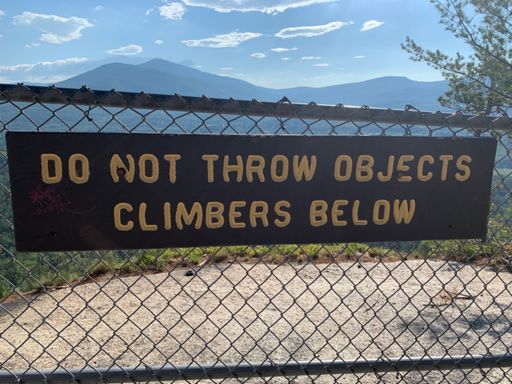 DO NOT THROW OBJECTS
CLIMBERS BELOW